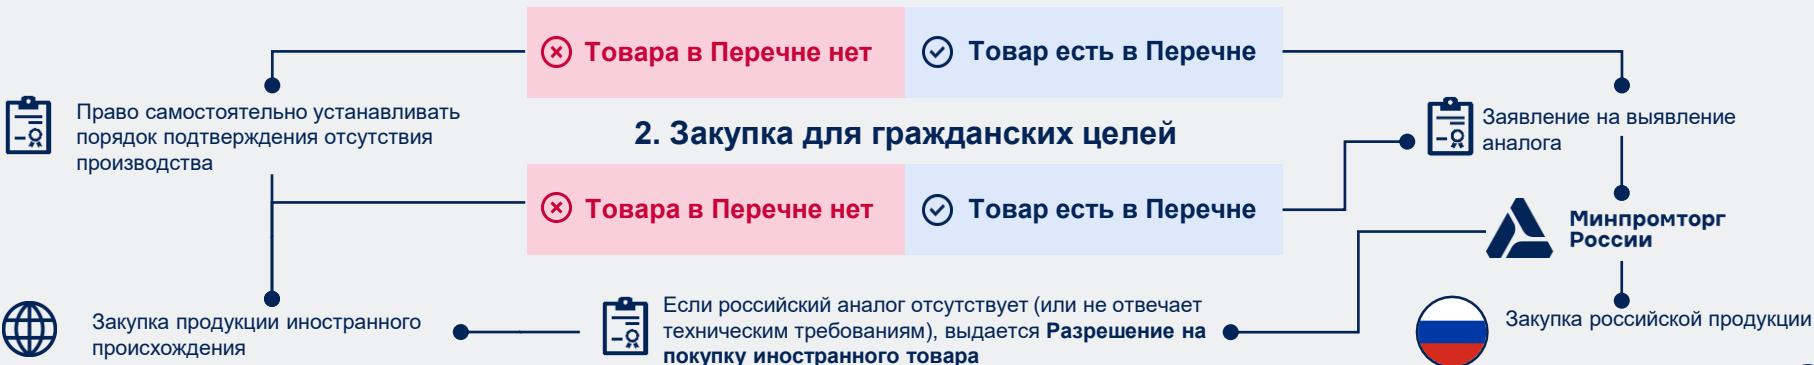 Товара в Перечне нет
Товар есть в Перечне
Право самостоятельно устанавливать
порядок подтверждения отсутствия
производства
2. Закупка для гражданских целей
Заявление на выявление
аналога
Товара в Перечне нет
Товар есть в Перечне
Минпромторг
России
Закупка продукции иностранного
происхождения
Если российский аналог отсутствует (или не отвечает
техническим требованиям), выдается Разрешение на
покупку иностранного товара
Закупка российской продукции